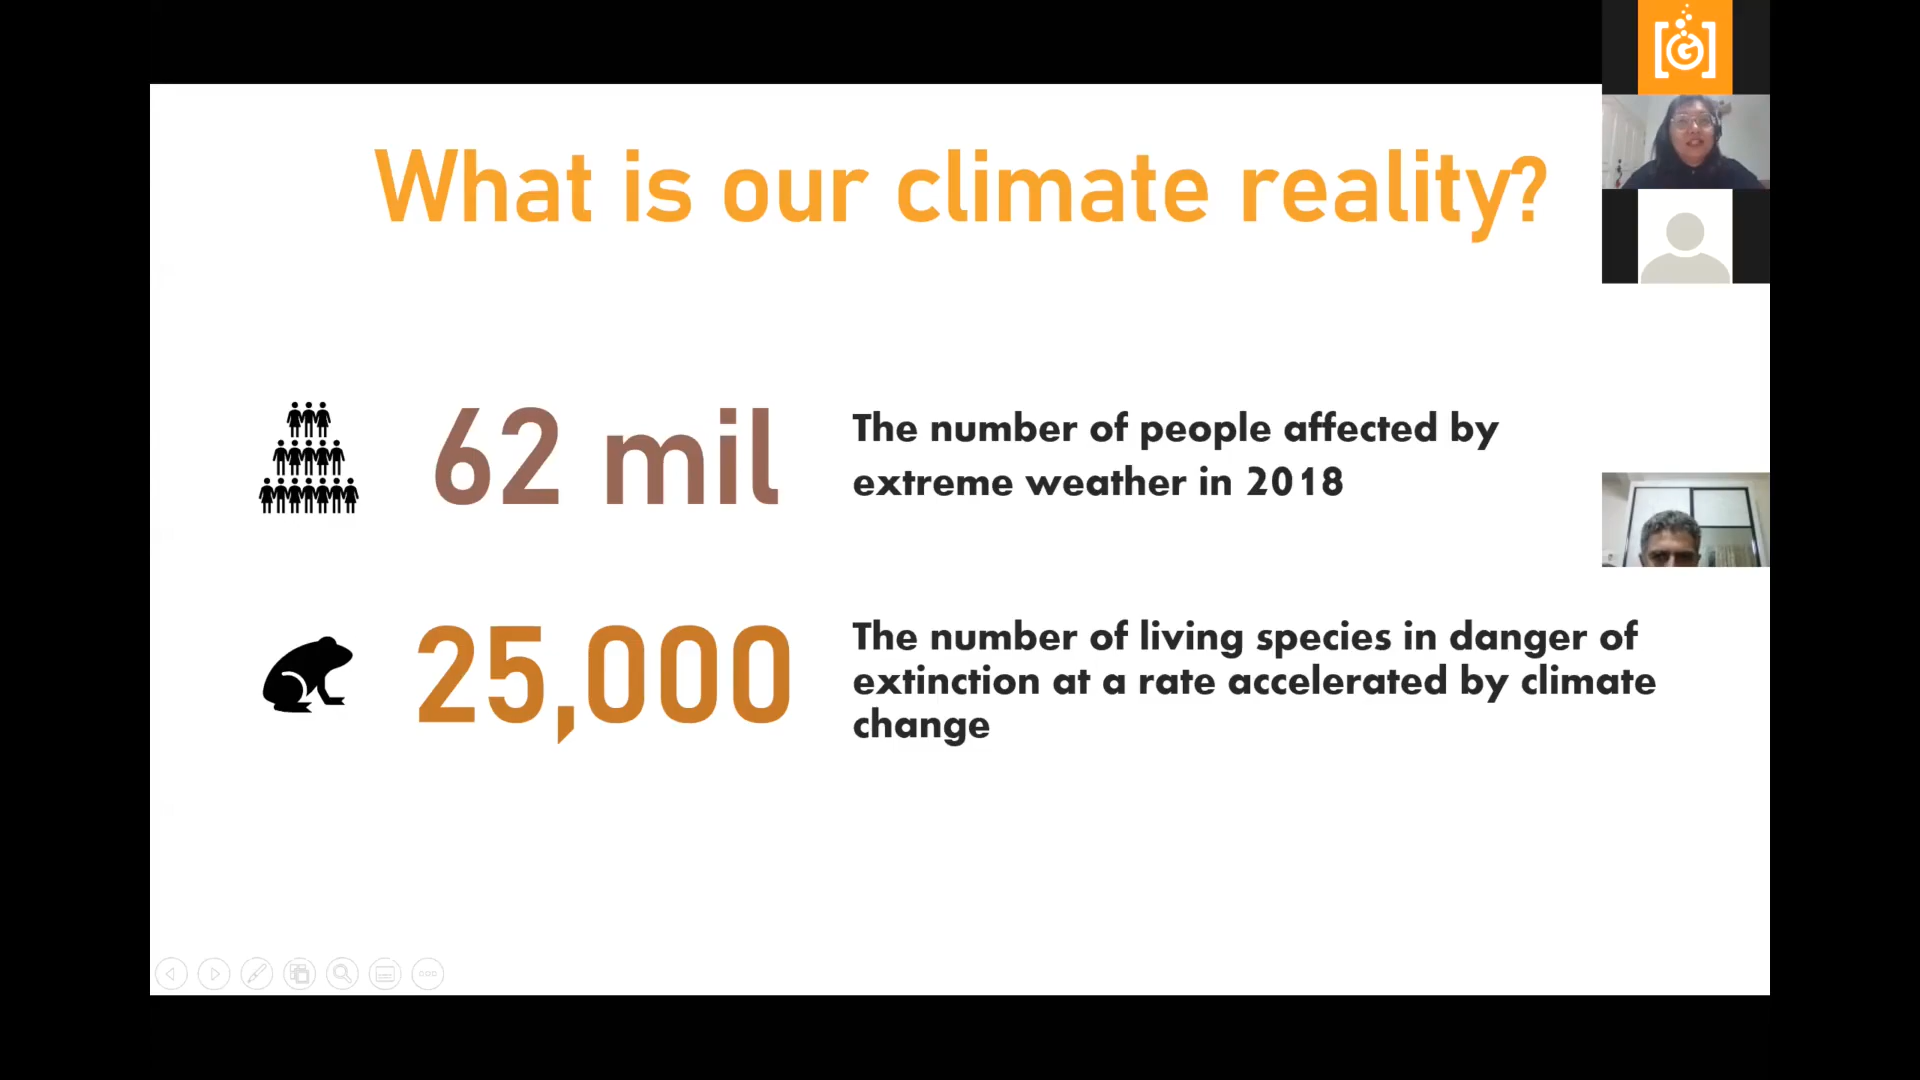 What is our climate reality?
62 mil
The number of people affected by
extreme weather in 2018
25,000
The number of living species in danger of
extinction at a rate accelerated by climate
change